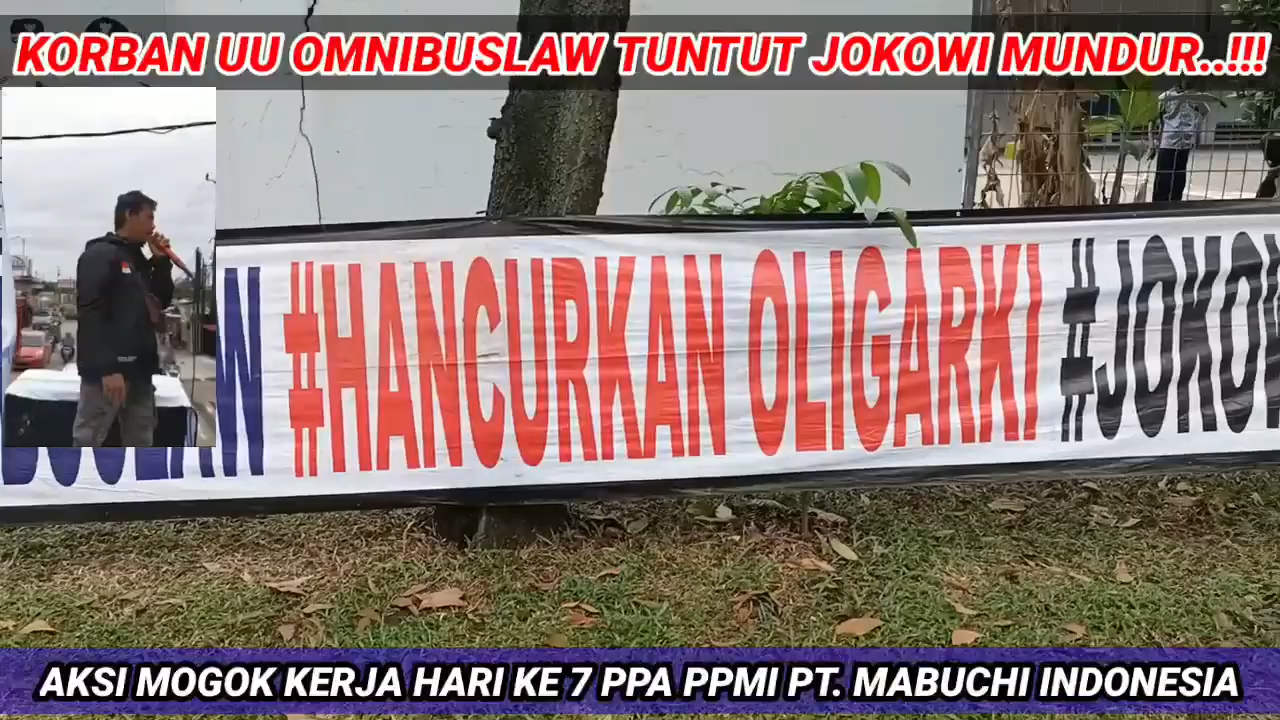 KORBAN UU OMNIBUSLAW TUNTUT JOKOWI MUNDUR..!!!
#HANCURKAN OLIGARKI
AKSI MOGOK KERJA HARI KE 7 PPA PPMI PT. MABUCHI INDONESIA